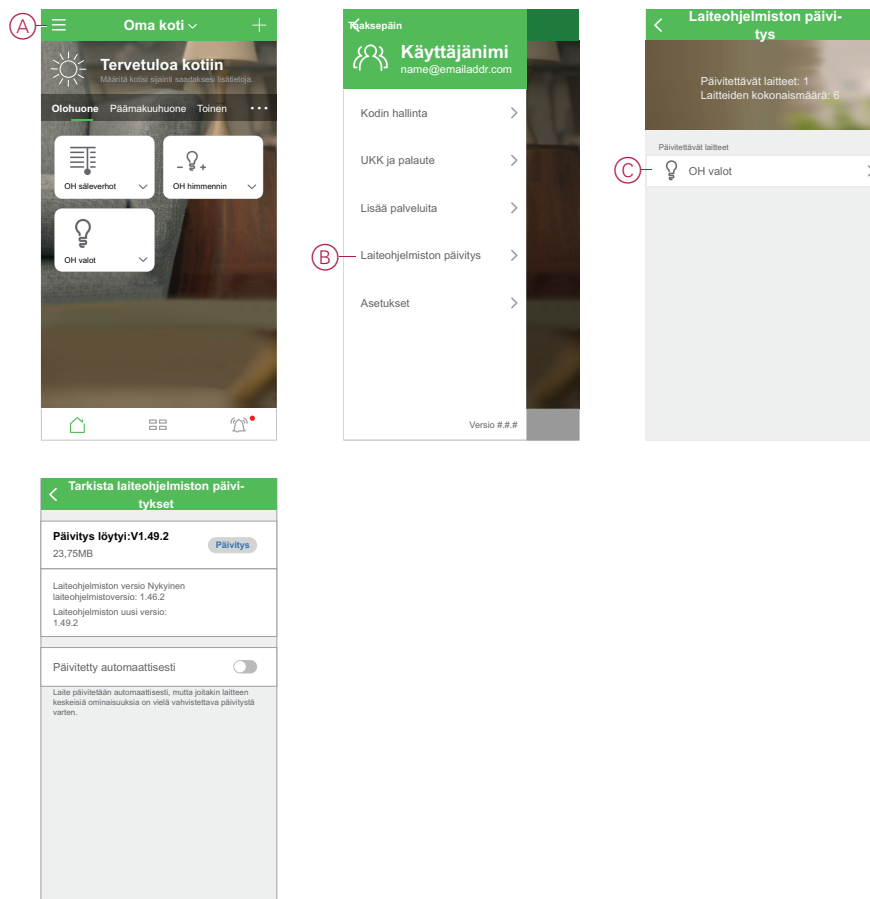 A
Oma koti
Tervetuloa kotiin
Määritä kotisi sijainti saadaksesi lisätietoja.
Olohuone Päämakuuhuone Toinen
OH säleverhot
OH himmennin
OH valot
Taaksepäin
Käyttäjänimi
name@emailaddr.com
Kodin hallinta
UKK ja palaute
Lisää palveluita
B
Laiteohjelmiston päivitys
Asetukset
Versio #.#.#
Laiteohjelmiston päivi-
tys
Päivitettävät laitteet: 1
Laitteiden kokonaismäärä: 6
Päivitettävät laitteet
C
OH valot
Tarkista laiteohjelmiston päivi-
tykset
Päivitys löytyi:V1.49.2
23,75MB
Päivitys
Laiteohjelmiston versio Nykyinen
laiteohjelmistoversio: 1.46.2
Laiteohjelmiston uusi versio:
1.49.2
Päivitetty automaattisesti
Laite päivitetään automaattisesti, mutta joitakin laitteen
keskeisiä ominaisuuksia on vielä vahvistettava päivitystä
varten.